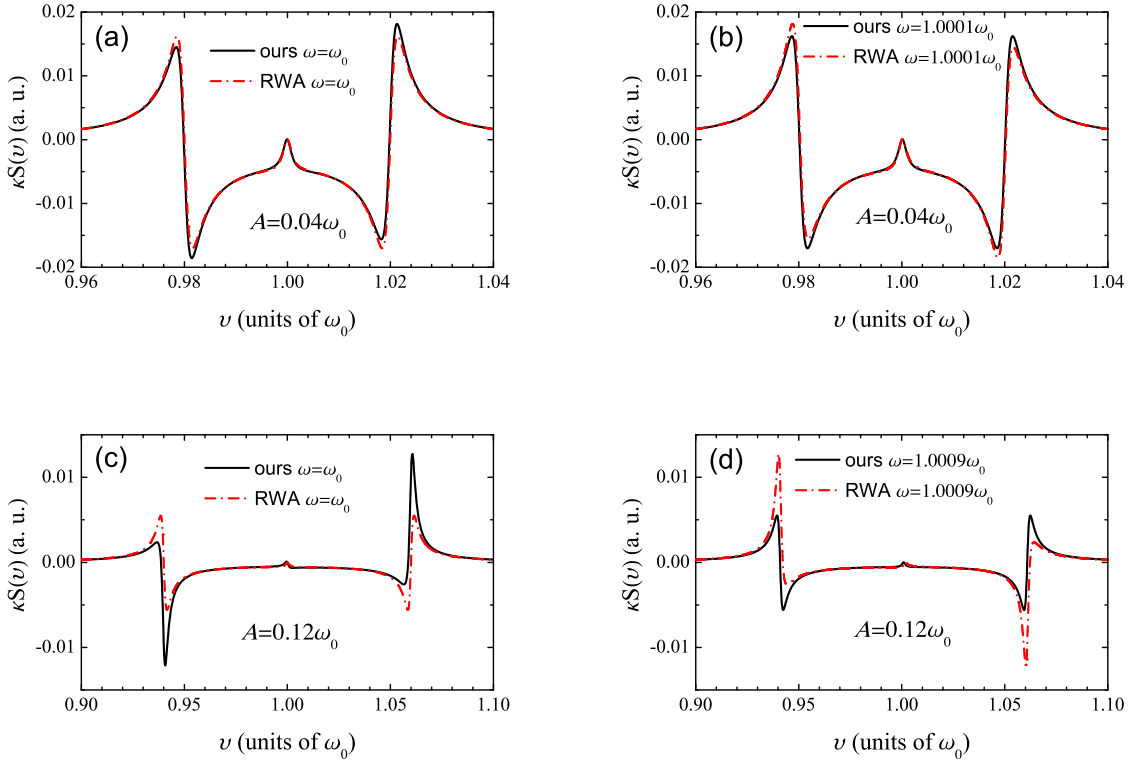 (a)
ours ω=ω0
RWA ω=ω0
A=0.04ω0
κS(υ) (a. u.)
0.02
0.01
0.00
-0.01
-0.02
0.96 0.98 1.00 1.02 1.04
υ (units of ω0)
(b)
ours ω=1.0001ω0
RWA ω=1.0001ω0
A=0.04ω0
κS(υ) (a. u.)
0.02
0.01
0.00
-0.01
-0.02
0.96 0.98 1.00 1.02 1.04
υ (units of ω0)
(c)
ours ω=ω0
RWA ω=ω0
A=0.12ω0
κS(υ) (a. u.)
0.01
0.00
-0.01
0.90 0.95 1.00 1.05 1.10
υ (units of ω0)
(d)
ours ω=1.0009ω0
RWA ω=1.0009ω0
A=0.12ω0
κS(υ) (a. u.)
0.01
0.00
-0.01
0.90 0.95 1.00 1.05 1.10
υ (units of ω0)